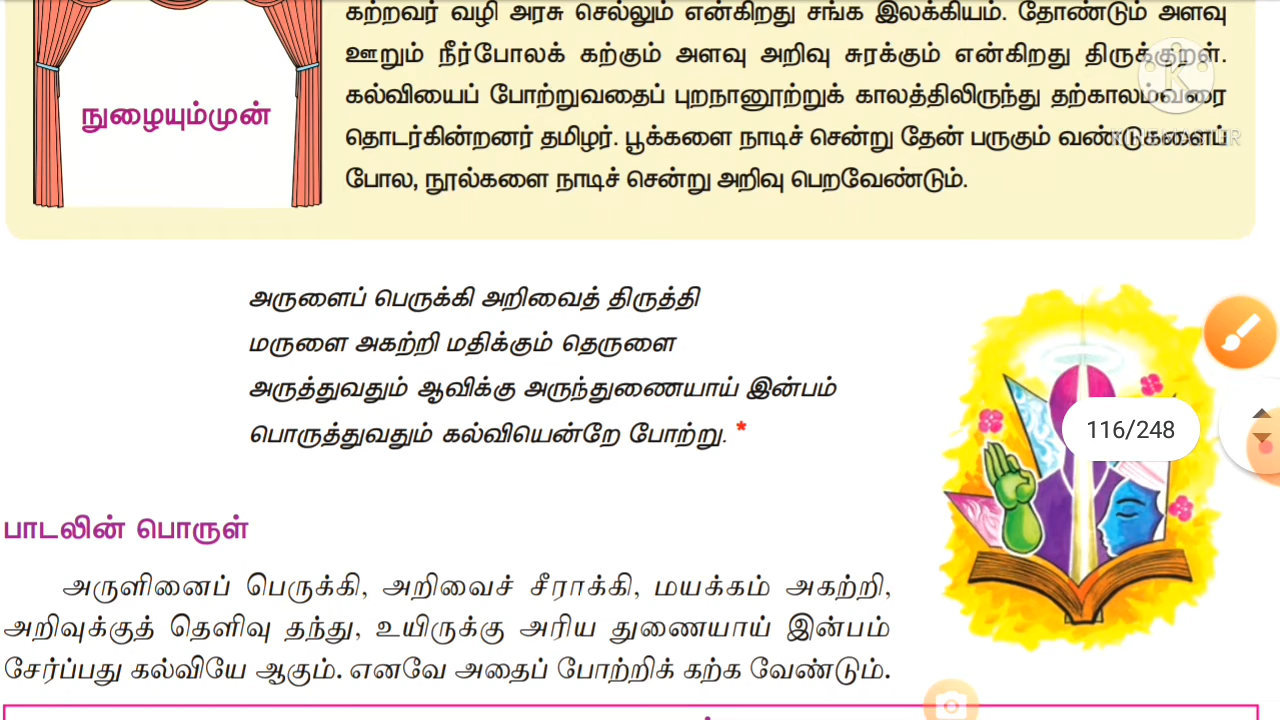 கற்றவர் வழி அரசு செல்லும் என்கிறது சங்க இலக்கியம். தோண்டும் அளவு
ஊறும் நீர்போலக் கற்கும் அளவு அறிவு சுரக்கும் என்கிறது திருக்குறள்.
கல்வியைப் போற்றுவதைப் புறநானூற்றுக் காலத்திலிருந்து தற்காலம்வரை
நுழையும்முன்
தொடர்கின்றனர் தமிழர். பூக்களை நாடிச் சென்று தேன் பருகும் வண்டுகளைப்
போல, நூல்களை நாடிச் சென்று அறிவு பெறவேண்டும்.
K
KINEMASTER
அருளைப் பெருக்கி அறிவைத் திருத்தி
மருளை அகற்றி மதிக்கும் தெருளை
அருத்துவதும் ஆவிக்கு அருந்துணையாய் இன்பம்
பொருத்துவதும் கல்வியென்றே போற்று. *
116/248
பாடலின் பொருள்
அருளினைப் பெருக்கி, அறிவைச் சீராக்கி, மயக்கம் அகற்றி,
அறிவுக்குத் தெளிவு தந்து, உயிருக்கு அரிய துணையாய் இன்பம்
சேர்ப்பது கல்வியே ஆகும். எனவே அதைப் போற்றிக் கற்க வேண்டும்.